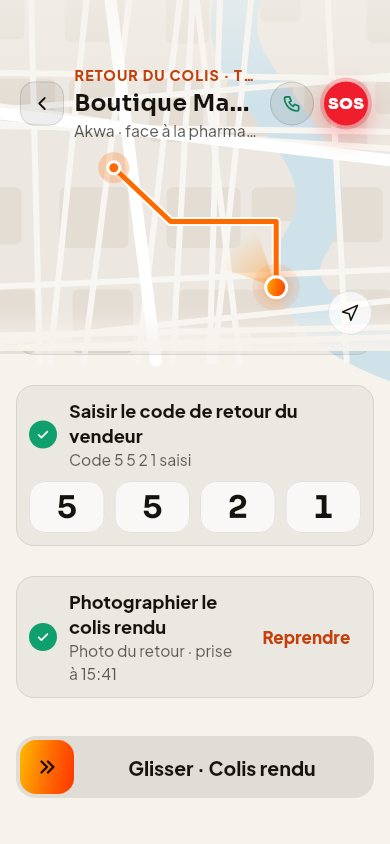 RETOUR DU COLIS · T…
Boutique Ma…
SOS
Akwa · face à la pharma…
Saisir le code de retour du
vendeur
Code 5 5 2 1 saisi
5 5 2 1
Photographier le
colis rendu
Photo du retour · prise
à 15:41
Reprendre
Glisser · Colis rendu